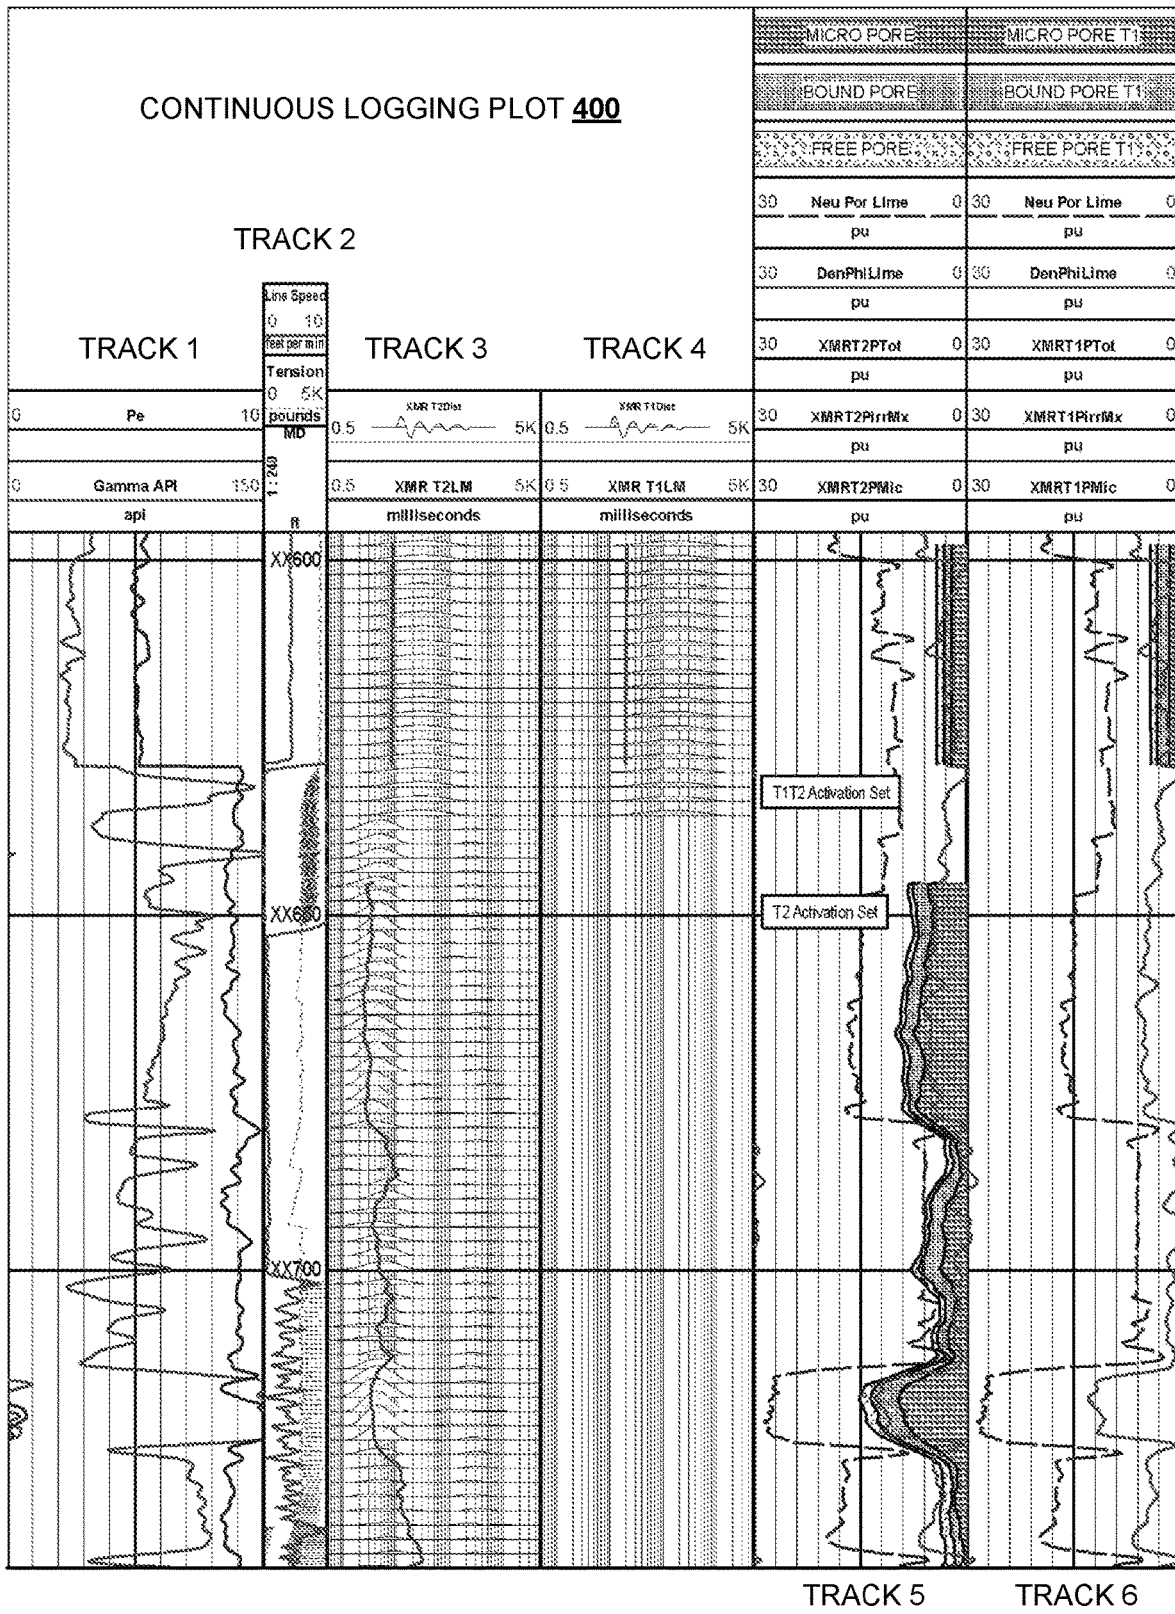 MICRO PORE MICRO PORE T1
BOUND PORE BOUND PORE T1
FREE PORE FREE PORE T1
CONTINUOUS LOGGING PLOT 400
30 Neu Por Lime 0 30 Neu Por Lime 0
pu pu
TRACK 2
30 DenPhiLime 0 30 DenPhiLime 0
pu pu
Line Speed
0 10
feet per min
TRACK 1 TRACK 3 TRACK 4
30 XMRT2PTot 0 30 XMRT1PTot 0
pu pu
Tension
0 5K
pounds
0 Pe 10
XMR T2Dist
0.5 5K
XMR T1Dist
0.5 5K
30 XMRT2PirrMx 0 30 XMRT1PirrMx 0
pu pu
MD
1 : 240
ft
0 Gamma API 150
api
0.5 XMR T2LM 5K
milliseconds
0.5 XMR T1LM 5K
milliseconds
30 XMRT2PMic 0 30 XMRT1PMic 0
pu pu
XX600
T1T2 Activation Set
XX650
T2 Activation Set
XX700
TRACK 5 TRACK 6